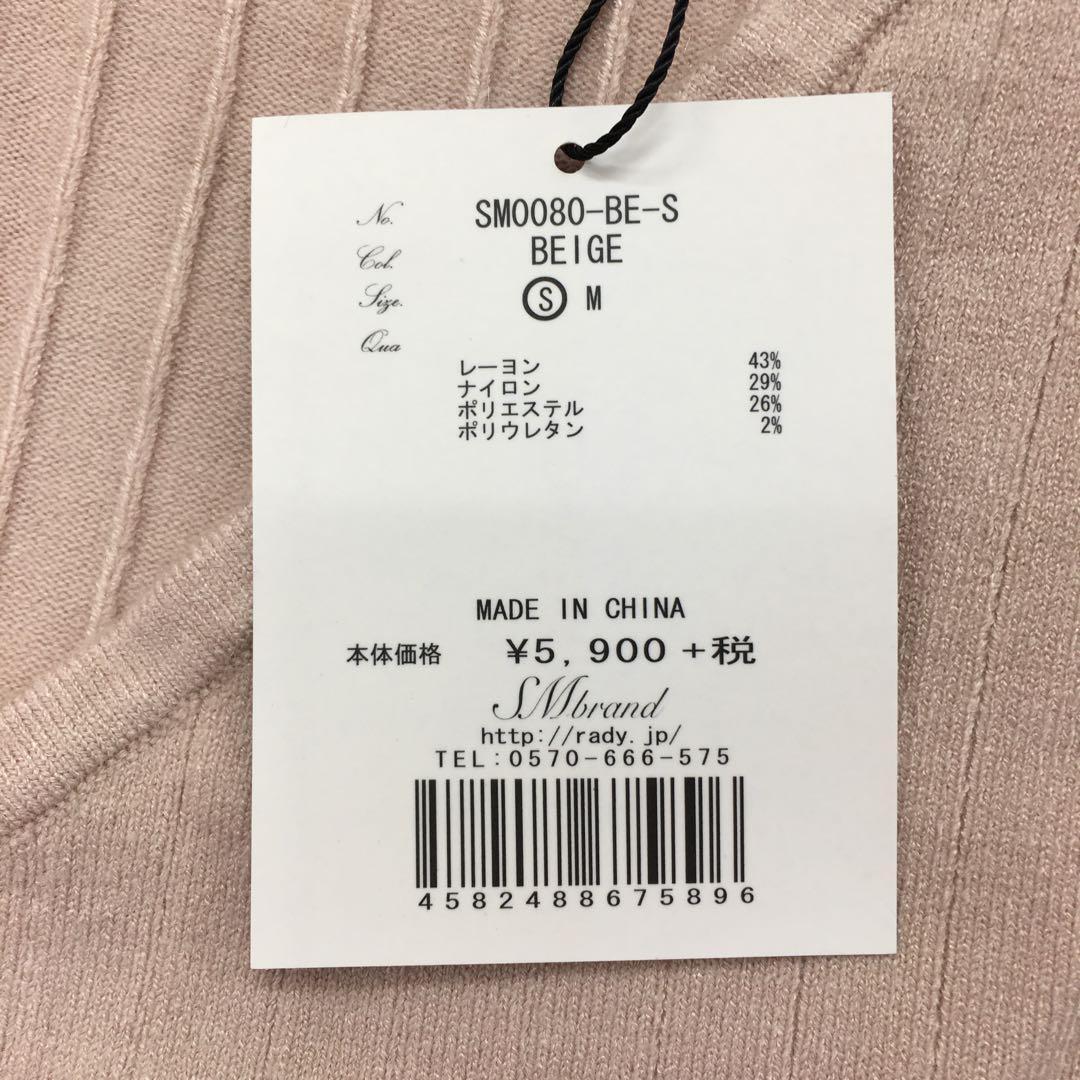 No. SM0080-BE-S
Col. BEIGE
Size. S M
Qua
レーヨン 43%
ナイロン 29%
ポリエステル 26%
ポリウレタン 2%
MADE IN CHINA
本体価格 ¥5,900+税
SMbrand
http://rady.jp/
TEL:0570-666-575
4582488675896